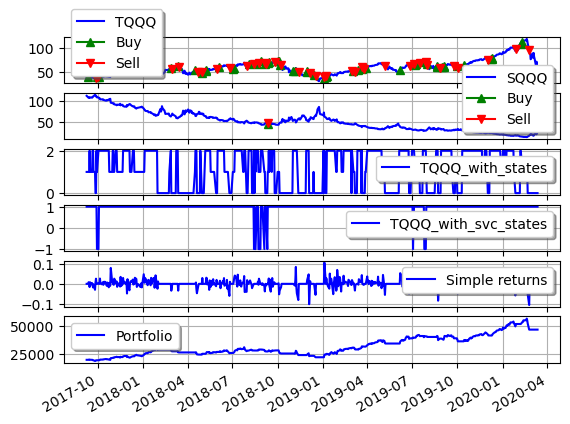 TQQQ
Buy
Sell
100
50
SQQQ
Buy
Sell
100
50
2
0
TQQQ_with_states
1
0
−1
TQQQ_with_svc_states
0.1
0.0
−0.1
Simple returns
50000
25000
Portfolio
2017-10
2018-01
2018-04
2018-07
2018-10
2019-01
2019-04
2019-07
2019-10
2020-01
2020-04